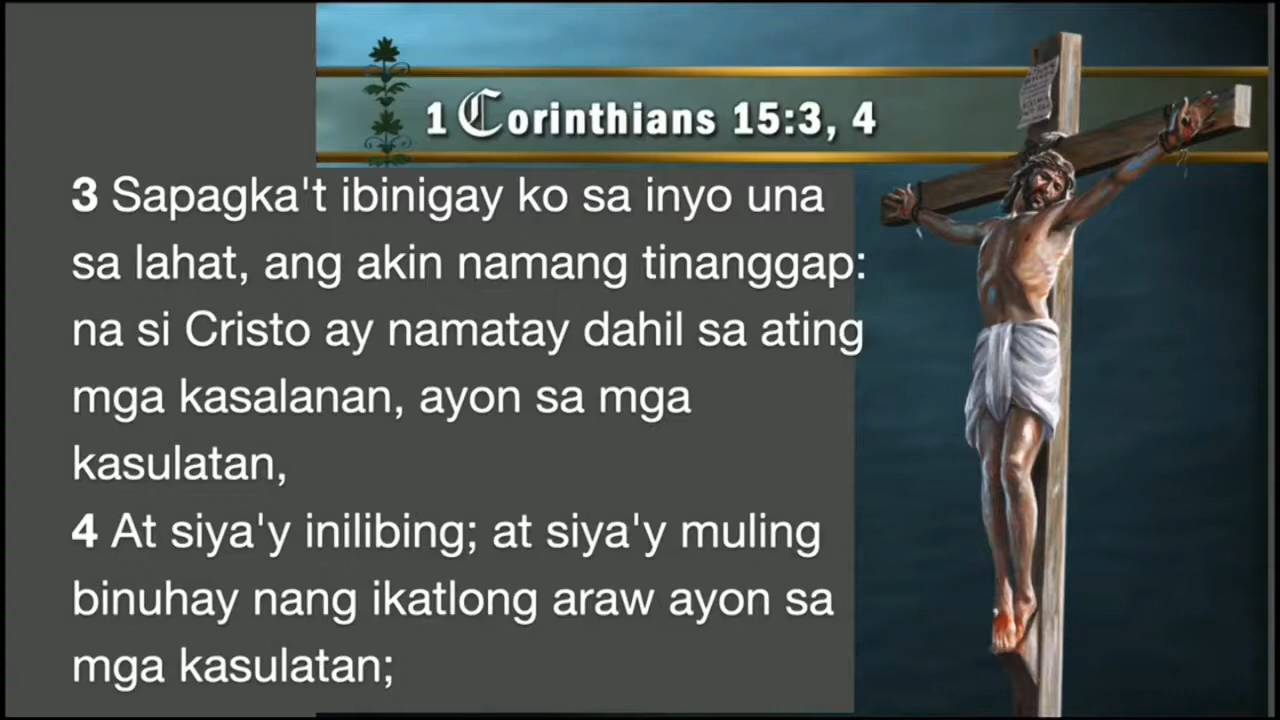 1 Corinthians 15:3, 4
3 Sapagka't ibinigay ko sa inyo una
sa lahat, ang akin namang tinanggap:
na si Cristo ay namatay dahil sa ating
mga kasalanan, ayon sa mga
kasulatan,
4 At siya'y inilibing; at siya'y muling
binuhay nang ikatlong araw ayon sa
mga kasulatan;